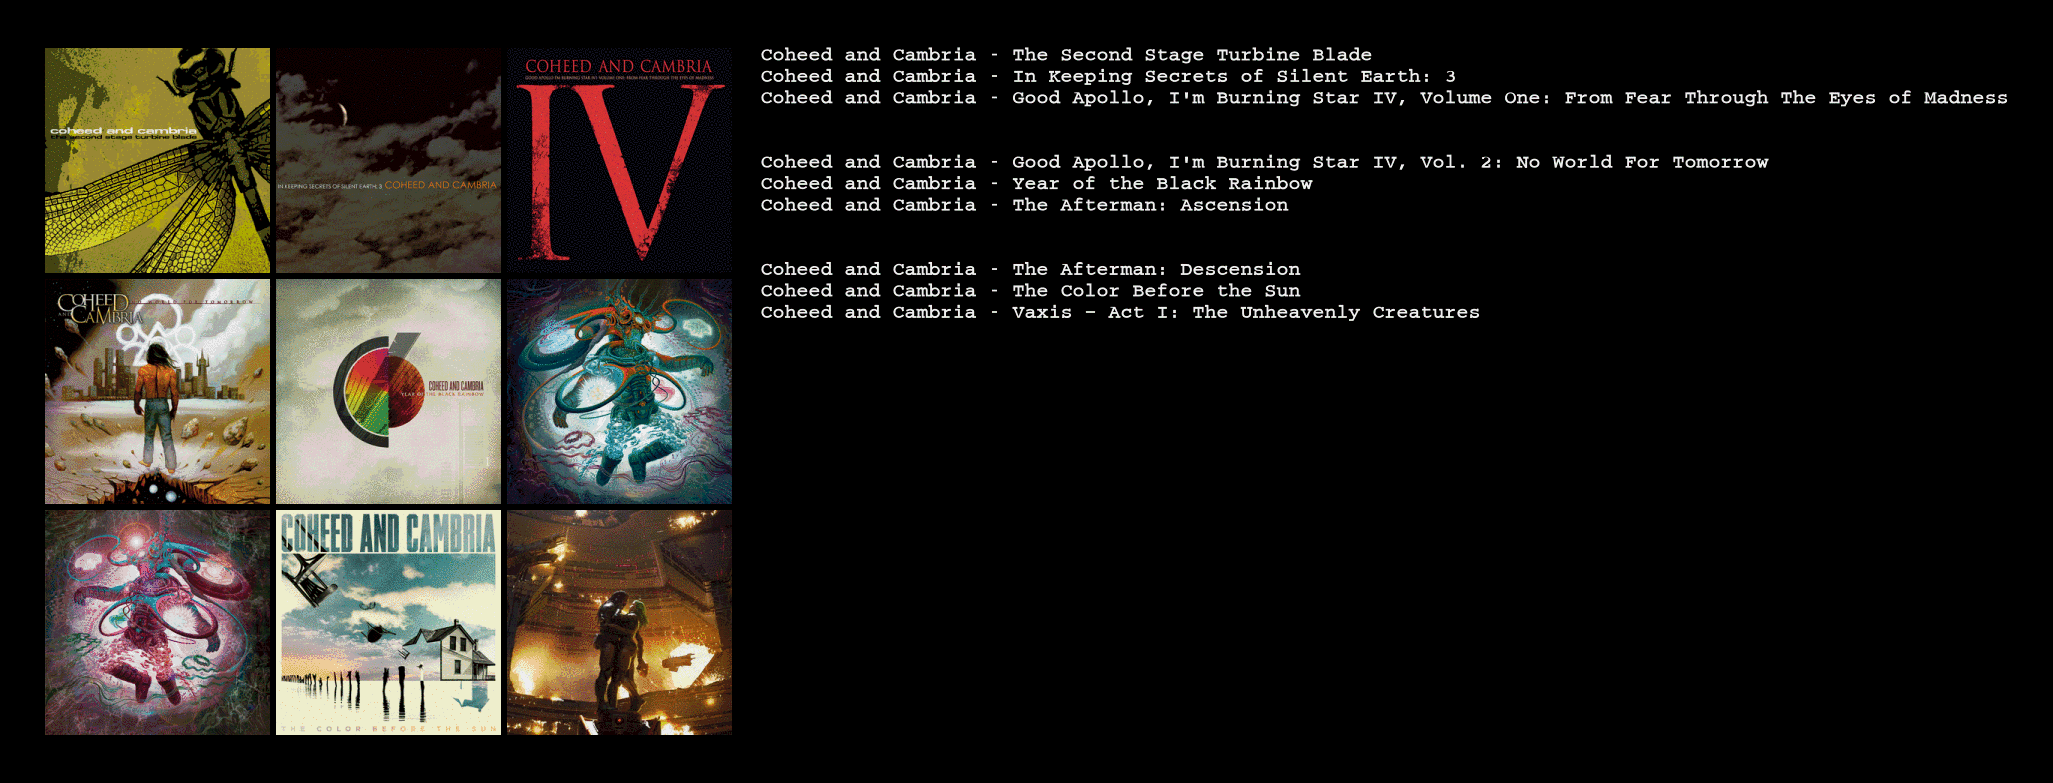 coheed and cambria
the second stage turbine blade
IN KEEPING SECRETS OF SILENT EARTH: 3 COHEED AND CAMBRIA
COHEED AND CAMBRIA
GOOD APOLLO I'M BURNING STAR IV VOLUME ONE: FROM FEAR THROUGH THE EYES OF MADNESS
IV
COHEED AND CAMBRIA
NO WORLD FOR TOMORROW
COHEED AND CAMBRIA
YEAR OF THE BLACK RAINBOW
COHEED AND CAMBRIA
THE COLOR BEFORE THE SUN
Coheed and Cambria - The Second Stage Turbine Blade
Coheed and Cambria - In Keeping Secrets of Silent Earth: 3
Coheed and Cambria - Good Apollo, I'm Burning Star IV, Volume One: From Fear Through The Eyes of Madness
Coheed and Cambria - Good Apollo, I'm Burning Star IV, Vol. 2: No World For Tomorrow
Coheed and Cambria - Year of the Black Rainbow
Coheed and Cambria - The Afterman: Ascension
Coheed and Cambria - The Afterman: Descension
Coheed and Cambria - The Color Before the Sun
Coheed and Cambria - Vaxis – Act I: The Unheavenly Creatures